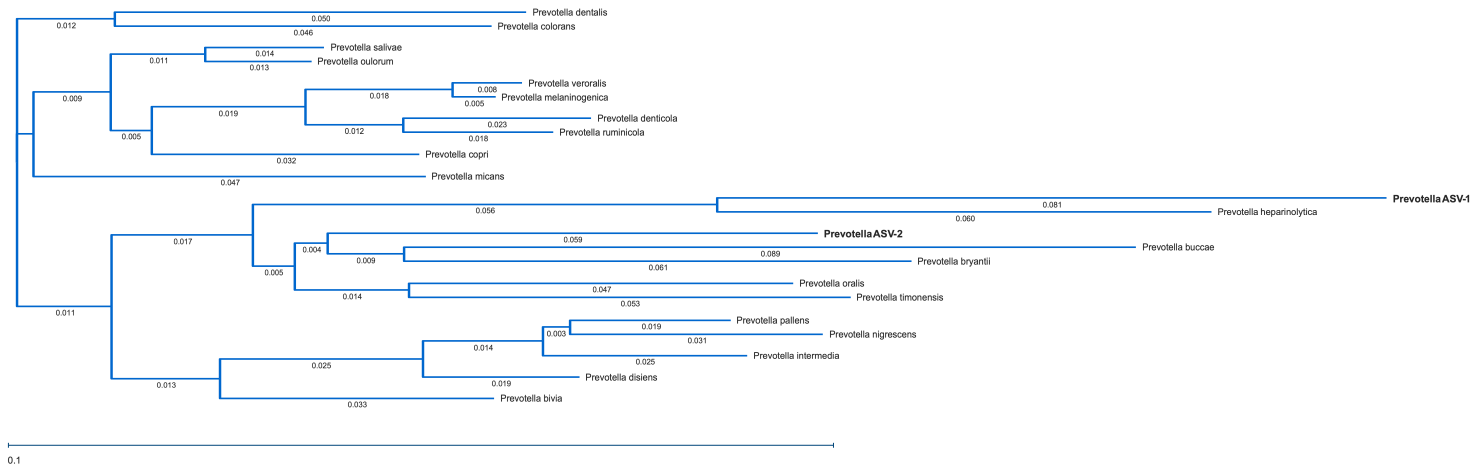 Prevotella dentalis
0.050
0.012
Prevotella colorans
0.046
Prevotella salivae
0.014
0.011
Prevotella oulorum
0.013
Prevotella veroralis
0.008
0.018
Prevotella melaninogenica
0.005
0.009
0.019
Prevotella denticola
0.023
0.012
Prevotella ruminicola
0.018
0.005
Prevotella copri
0.032
Prevotella micans
0.047
Prevotella ASV-1
0.081
0.056
Prevotella heparinolytica
0.060
Prevotella ASV-2
0.059
0.017
0.004
Prevotella buccae
0.089
0.009
Prevotella bryantii
0.061
0.005
Prevotella oralis
0.047
0.014
Prevotella timonensis
0.053
0.011
Prevotella pallens
0.019
0.003
Prevotella nigrescens
0.031
0.014
Prevotella intermedia
0.025
0.025
Prevotella disiens
0.019
0.013
Prevotella bivia
0.033
0.1